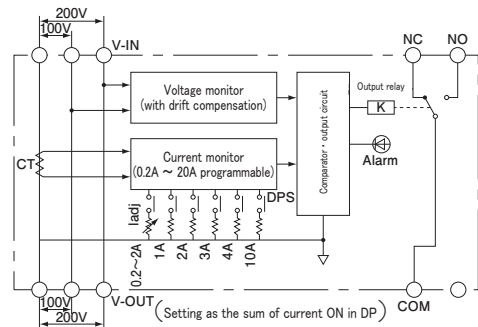 200V
100V
V-IN
NC
NO
Voltage monitor
(with drift compensation)
Output relay
K
Comparator・output circuit
CT
Current monitor
(0.2A ～ 20A programmable)
Alarm
DPS
Iadj
0.2～2A
1A
2A
3A
4A
10A
100V
V-OUT
COM
200V
(Setting as the sum of current ON in DP)